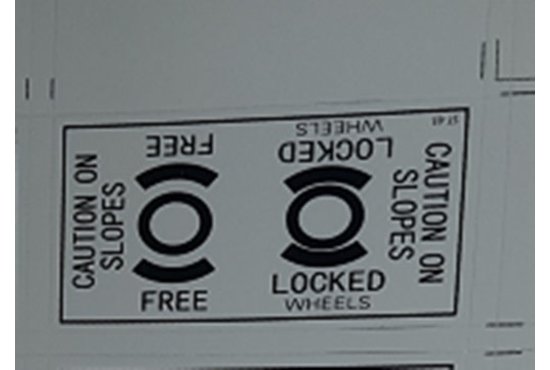 CAUTION ON
SLOPES
FREE
FREE
WHEELS
LOCKED
LOCKED
WHEELS
CAUTION ON
SLOPES